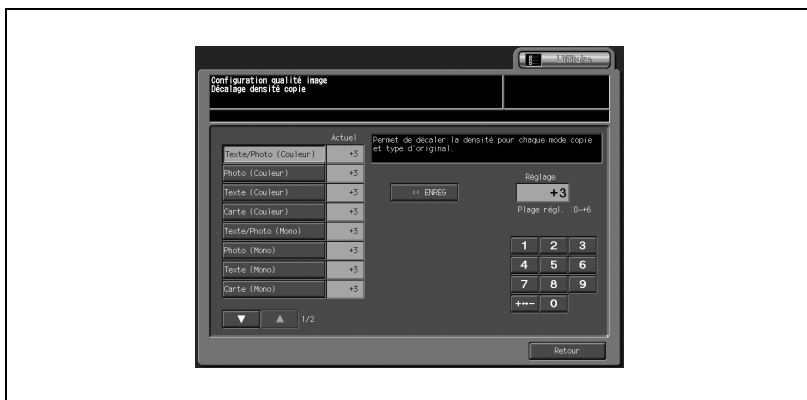 Utilitaire
Configuration qualité image
Décalage densité copie
Actuel
Permet de décaler la densité pour chaque mode copie
et type d'original.
Texte/Photo (Couleur) +3
Photo (Couleur) +3
Texte (Couleur) +3
Carte (Couleur) +3
Texte/Photo (Mono) +3
Photo (Mono) +3
Texte (Mono) +3
Carte (Mono) +3
<< ENREG
Réglage
+3
Plage régl. :0~+6
1 2 3
4 5 6
7 8 9
+↔- 0
▼ ▲ 1/2
Retour